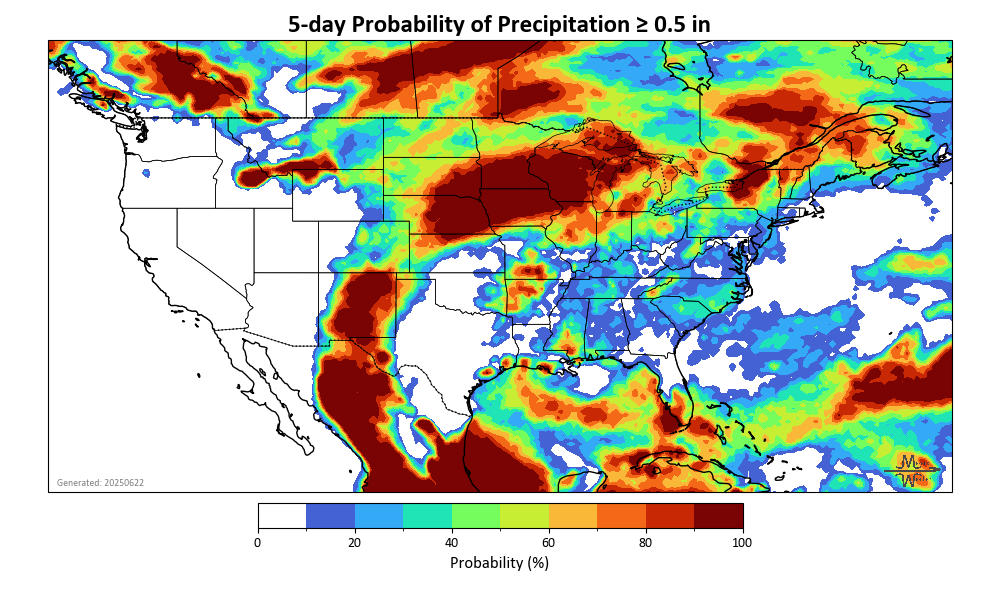 5-day Probability of Precipitation ≥ 0.5 in
Generated: 20250622
0 20 40 60 80 100
Probability (%)